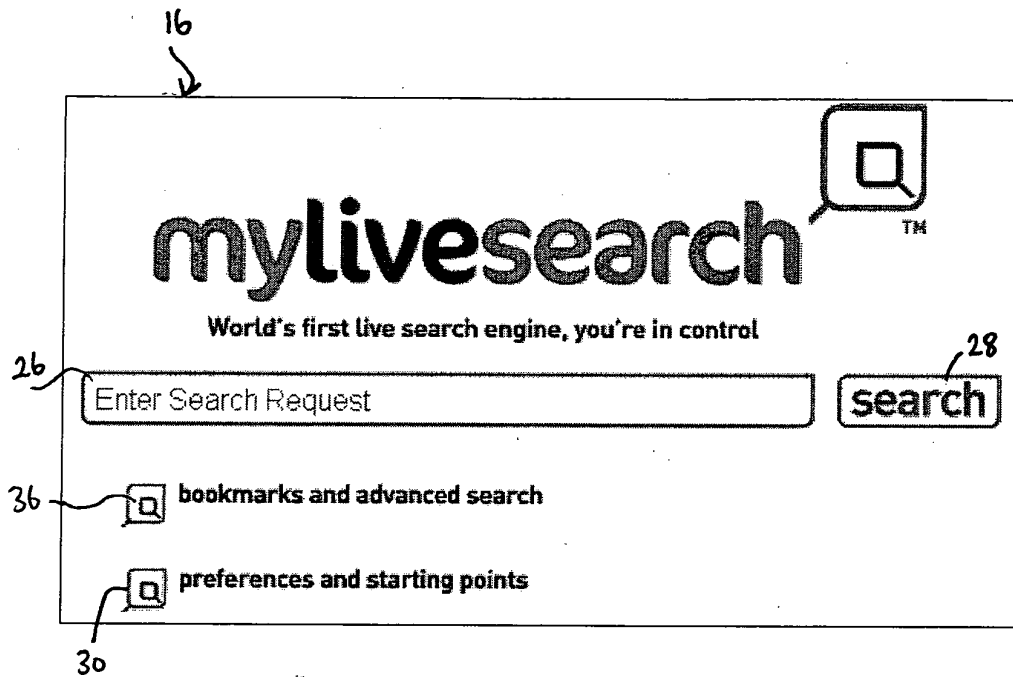 16
mylivesearch
TM
World's first live search engine, you're in control
26
28
Enter Search Request
search
36
bookmarks and advanced search
preferences and starting points
30